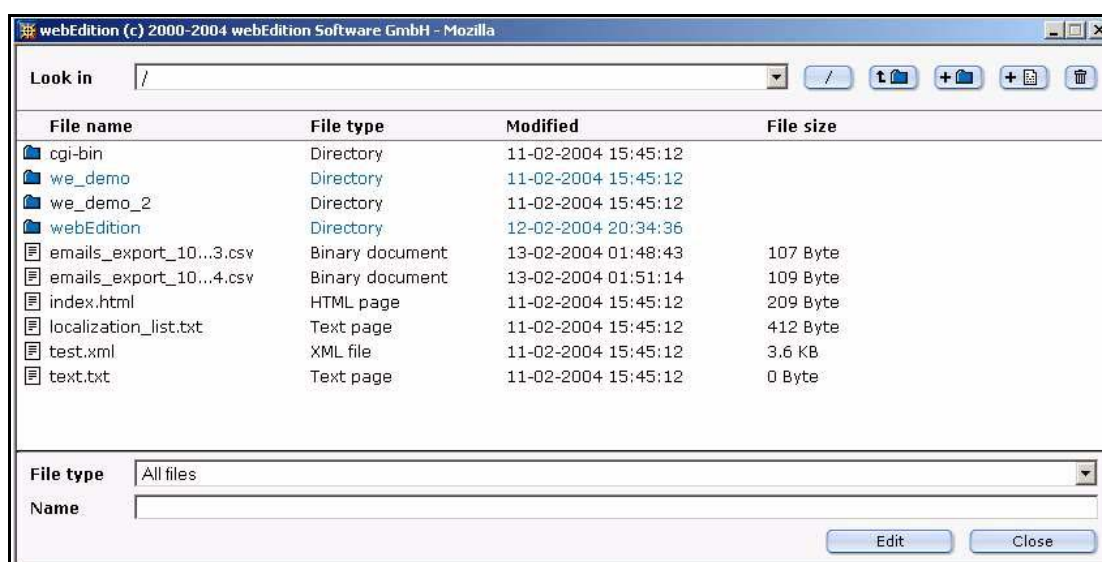 webEdition (c) 2000-2004 webEdition Software GmbH - Mozilla
Look in /
File name File type Modified File size
cgi-bin Directory 11-02-2004 15:45:12
we_demo Directory 11-02-2004 15:45:12
we_demo_2 Directory 11-02-2004 15:45:12
webEdition Directory 12-02-2004 20:34:36
emails_export_10...3.csv Binary document 13-02-2004 01:48:43 107 Byte
emails_export_10...4.csv Binary document 13-02-2004 01:51:14 109 Byte
index.html HTML page 11-02-2004 15:45:12 209 Byte
localization_list.txt Text page 11-02-2004 15:45:12 412 Byte
test.xml XML file 11-02-2004 15:45:12 3.6 KB
text.txt Text page 11-02-2004 15:45:12 0 Byte
File type All files
Name
Edit Close